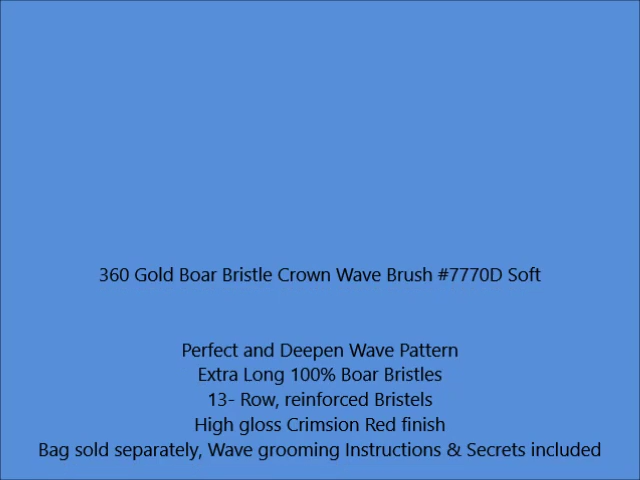 360 Gold Boar Bristle Crown Wave Brush #7770D Soft
Perfect and Deepen Wave Pattern
Extra Long 100% Boar Bristles
13- Row, reinforced Bristels
High gloss Crimsion Red finish
Bag sold separately, Wave grooming Instructions & Secrets included